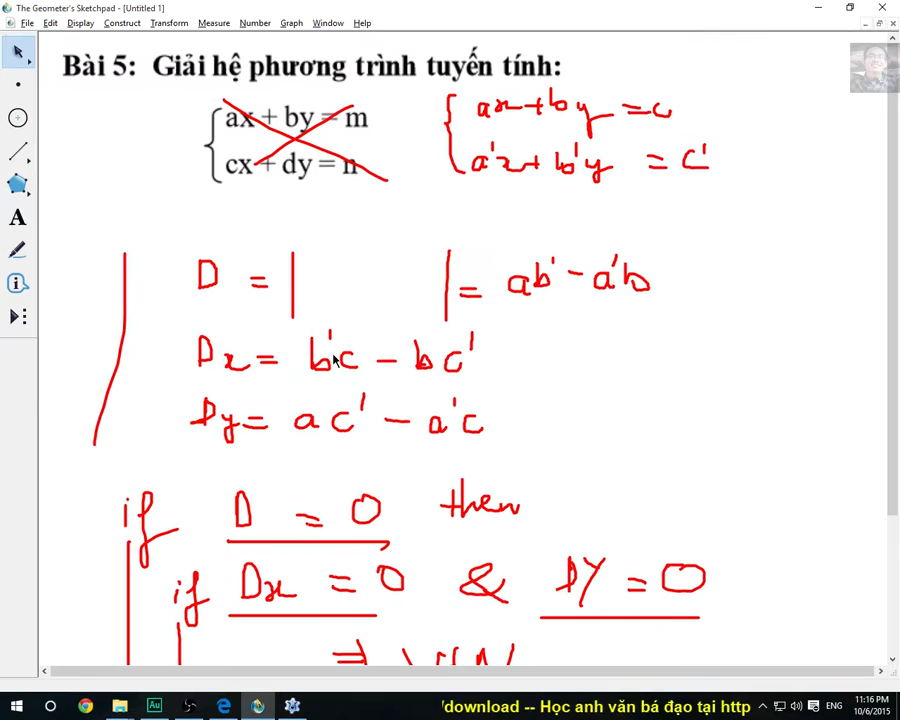 The Geometer's Sketchpad - [Untitled 1]
File Edit Display Construct Transform Measure Number Graph Window Help
Bài 5: Giải hệ phương trình tuyến tính:
ax + by = m
cx + dy = n
ax + by = c
a'x + b'y = c'
D = | | = ab' - a'b
Dx = b'c - bc'
Dy = ac' - a'c
if D = 0 then
if Dx = 0 & DY = 0
⇒
/download -- Học anh văn bá đạo tại http
ENG
11:16 PM
10/6/2015